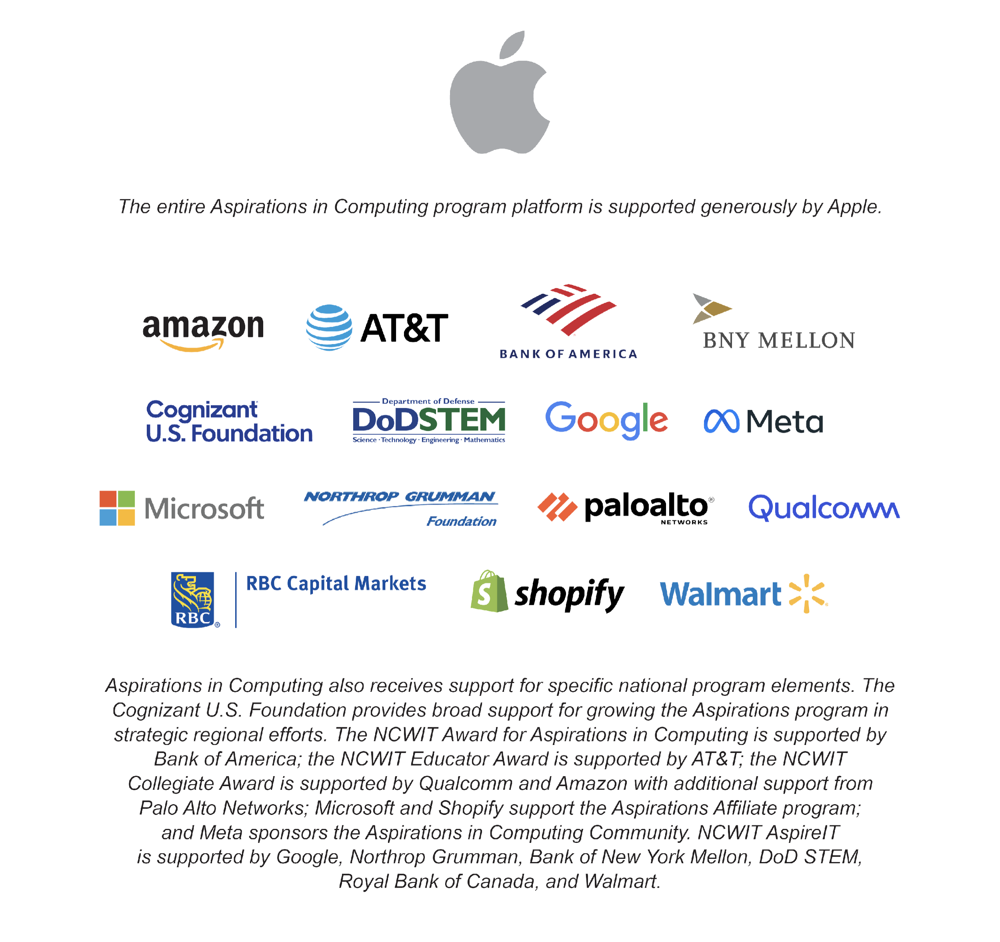 The entire Aspirations in Computing program platform is supported generously by Apple.
amazon
AT&T
BANK OF AMERICA
BNY MELLON
Cognizant
U.S. Foundation
Department of Defense
DoDSTEM
Science · Technology · Engineering · Mathematics
Google
Meta
Microsoft
NORTHROP GRUMMAN
Foundation
paloalto®
NETWORKS
Qualcomm
RBC®
RBC Capital Markets
S shopify
Walmart
Aspirations in Computing also receives support for specific national program elements. The
Cognizant U.S. Foundation provides broad support for growing the Aspirations program in
strategic regional efforts. The NCWIT Award for Aspirations in Computing is supported by
Bank of America; the NCWIT Educator Award is supported by AT&T; the NCWIT
Collegiate Award is supported by Qualcomm and Amazon with additional support from
Palo Alto Networks; Microsoft and Shopify support the Aspirations Affiliate program;
and Meta sponsors the Aspirations in Computing Community. NCWIT AspireIT
is supported by Google, Northrop Grumman, Bank of New York Mellon, DoD STEM,
Royal Bank of Canada, and Walmart.